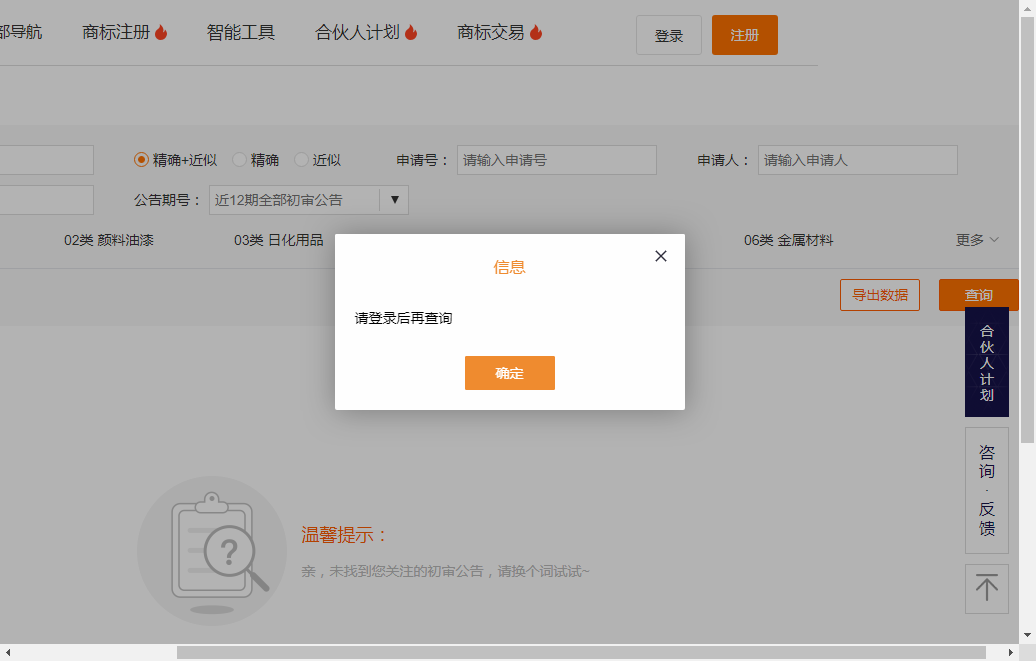 部导航 商标注册 智能工具 合伙人计划 商标交易 登录 注册
精确+近似 精确 近似 申请号： 请输入申请号 申请人： 请输入申请人
公告期号： 近12期全部初审公告
02类 颜料油漆 03类 日化用品 06类 金属材料 更多
信息
请登录后再查询
确定
导出数据 查询
合伙人计划
咨询·反馈
温馨提示：
亲，未找到您关注的初审公告，请换个词试试~